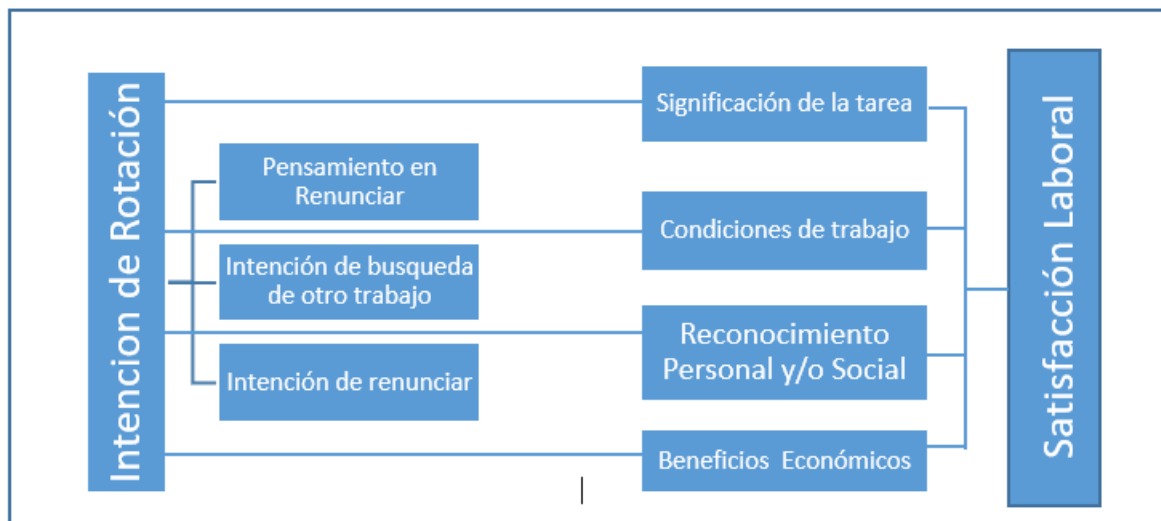 Intencion de Rotación
Pensamiento en
Renunciar
Intención de busqueda
de otro trabajo
Intención de renunciar
Significación de la tarea
Condiciones de trabajo
Reconocimiento
Personal y/o Social
Beneficios Económicos
Satisfacción Laboral